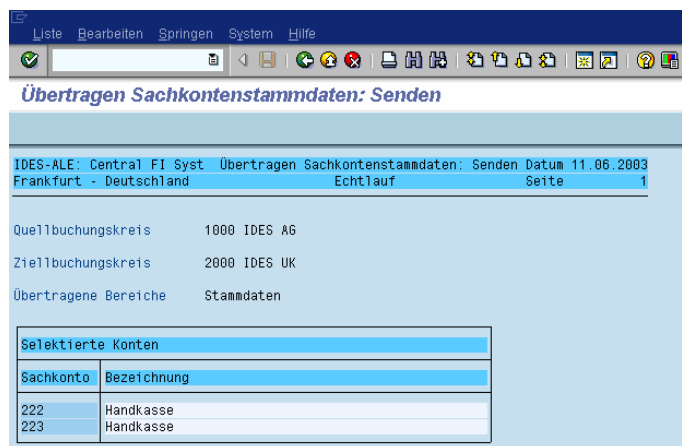 Liste Bearbeiten Springen System Hilfe
Übertragen Sachkontenstammdaten: Senden
IDES-ALE: Central FI Syst Übertragen Sachkontenstammdaten: Senden Datum 11.06.2003
Frankfurt - Deutschland Echtlauf Seite 1
Quellbuchungskreis 1000 IDES AG
Ziellbuchungskreis 2000 IDES UK
Übertragene Bereiche Stammdaten
Selektierte Konten
Sachkonto Bezeichnung
222 Handkasse
223 Handkasse